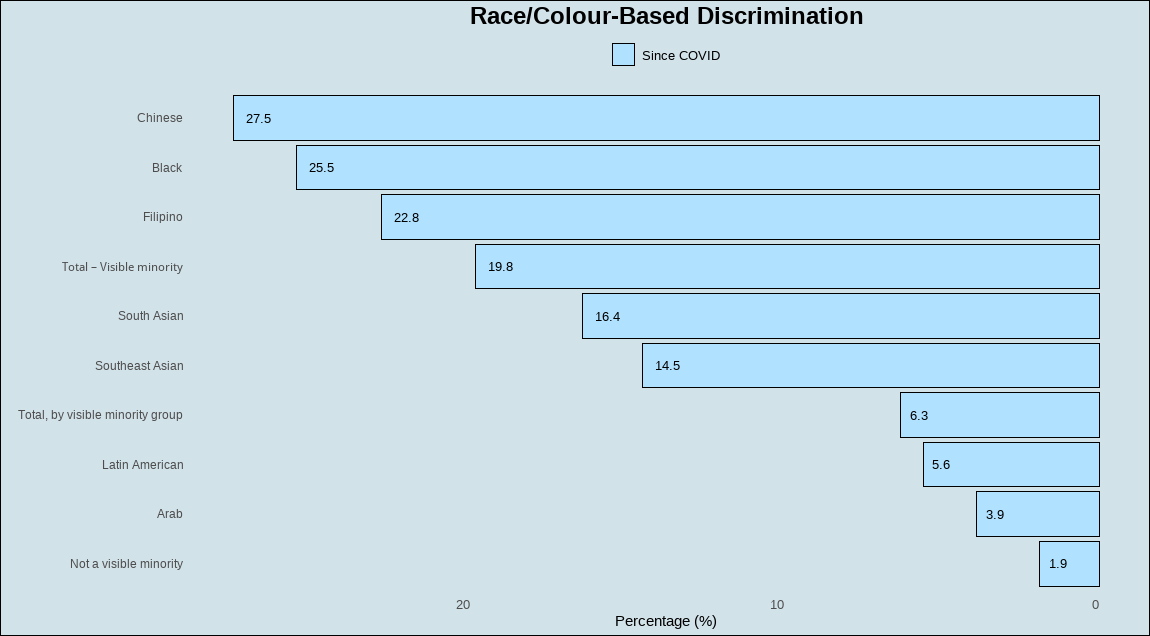 Race/Colour-Based Discrimination
Since COVID
Chinese 27.5
Black 25.5
Filipino 22.8
Total – Visible minority 19.8
South Asian 16.4
Southeast Asian 14.5
Total, by visible minority group 6.3
Latin American 5.6
Arab 3.9
Not a visible minority 1.9
20 10 0
Percentage (%)